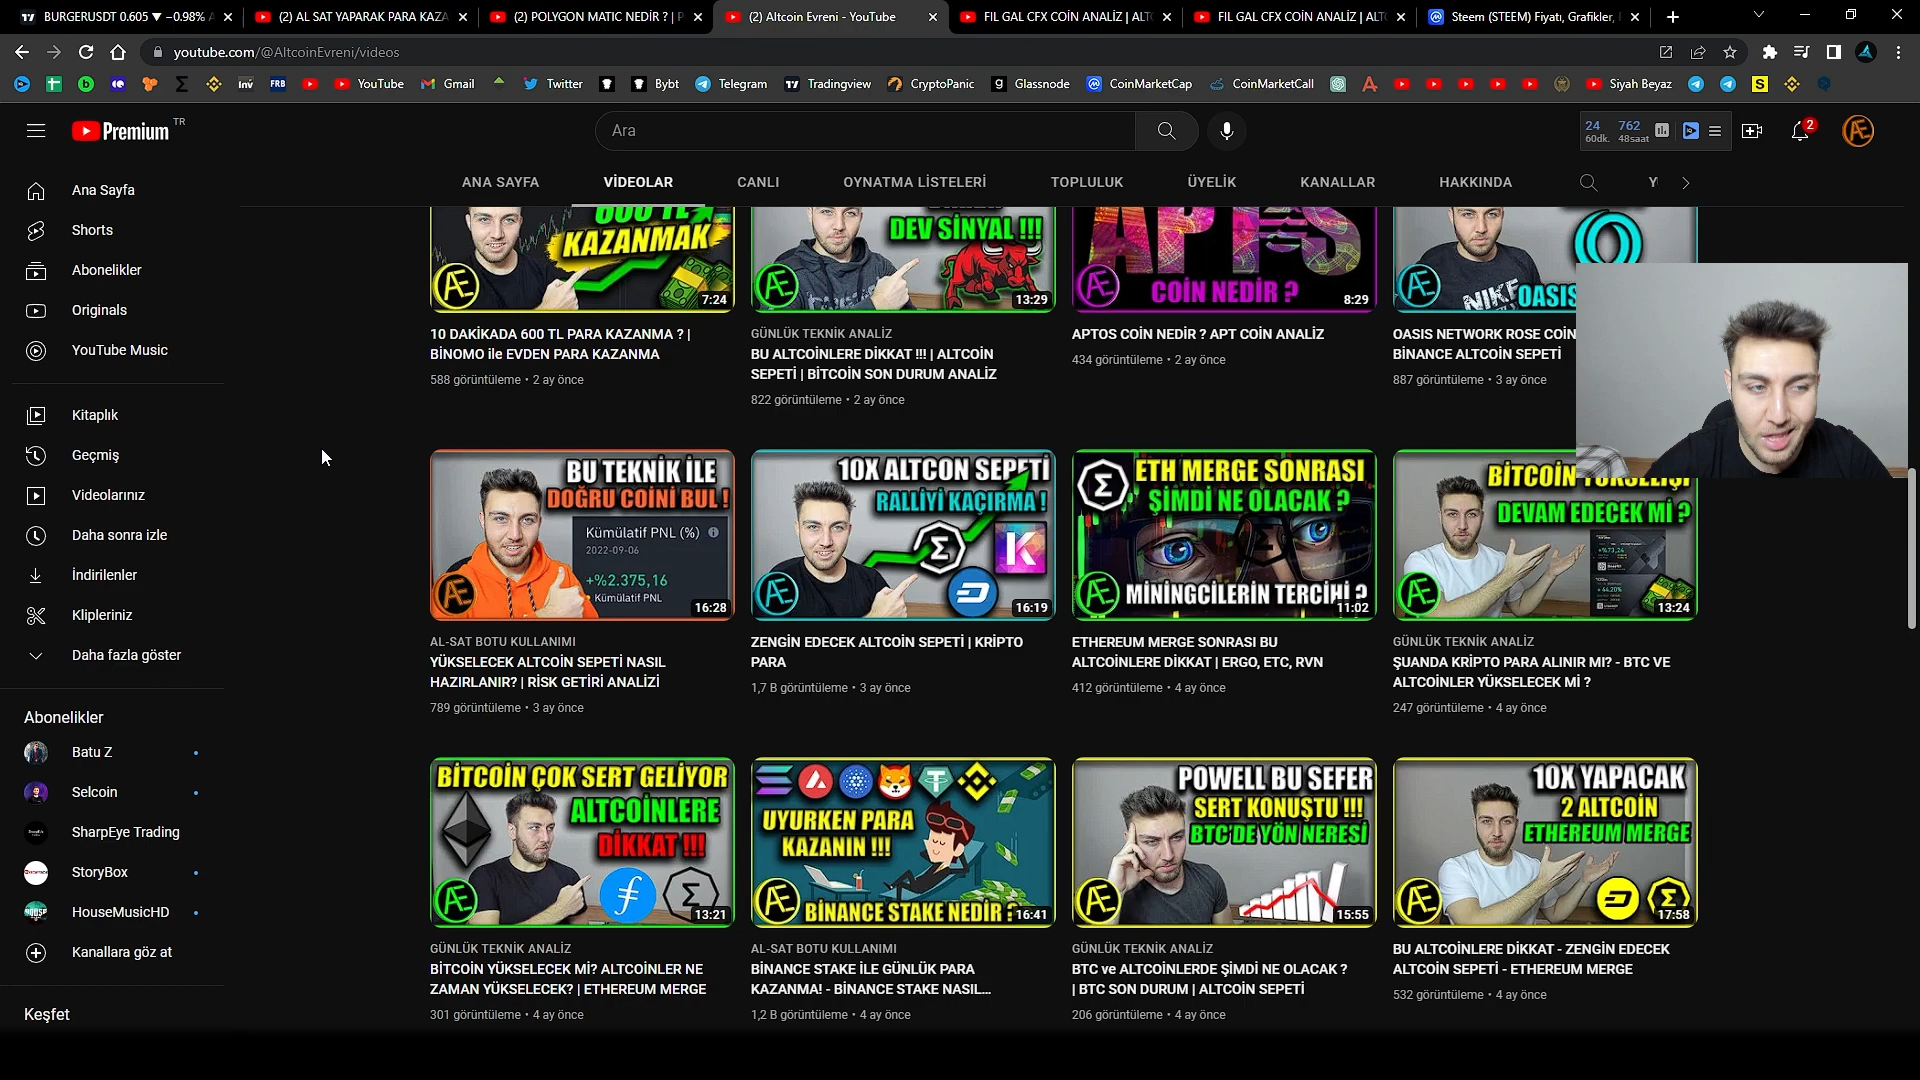 BURGERUSDT 0.605 ▼ −0.98%
(2) AL SAT YAPARAK PARA KAZA
(2) POLYGON MATIC NEDİR ? | P
(2) Altcoin Evreni - YouTube
FIL GAL CFX COİN ANALİZ | ALT
FIL GAL CFX COİN ANALİZ | ALT
Steem (STEEM) Fiyatı, Grafikler,
youtube.com/@AltcoinEvreni/videos
Inv
FRB
YouTube
Gmail
Twitter
Bybt
Telegram
Tradingview
CryptoPanic
Glassnode
CoinMarketCap
CoinMarketCall
Siyah Beyaz
Premium TR
Ara
24 762
60dk. 48saat
2
ANA SAYFA
VİDEOLAR
CANLI
OYNATMA LİSTELERİ
TOPLULUK
ÜYELİK
KANALLAR
HAKKINDA
Ana Sayfa
Shorts
Abonelikler
Originals
YouTube Music
Kitaplık
Geçmiş
Videolarınız
Daha sonra izle
İndirilenler
Klipleriniz
Daha fazla göster
Abonelikler
Batu Z
Selcoin
SharpEye Trading
StoryBox
HouseMusicHD
Kanallara göz at
Keşfet
600 TL
KAZANMAK
7:24
DEV SİNYAL !!!
13:29
APTOS
COİN NEDİR ?
8:29
NIKE
OASIS
10 DAKİKADA 600 TL PARA KAZANMA ? |
BİNOMO ile EVDEN PARA KAZANMA
588 görüntüleme • 2 ay önce
GÜNLÜK TEKNİK ANALİZ
BU ALTCOİNLERE DİKKAT !!! | ALTCOİN
SEPETİ | BİTCOİN SON DURUM ANALİZ
822 görüntüleme • 2 ay önce
APTOS COİN NEDİR ? APT COİN ANALİZ
434 görüntüleme • 2 ay önce
OASIS NETWORK ROSE COİN
BİNANCE ALTCOİN SEPETİ
887 görüntüleme • 3 ay önce
BU TEKNİK İLE
DOĞRU COİNİ BUL !
Kümülatif PNL (%)
2022-09-06
+%2.375,16
Kümülatif PNL
16:28
10X ALTCON SEPETİ
RALLİYİ KAÇIRMA !
16:19
ETH MERGE SONRASI
ŞİMDİ NE OLACAK ?
MİNİNGCİLERİN TERCİHİ ?
11:02
BİTCOİN YÜKSELİŞİ
DEVAM EDECEK Mİ ?
13:24
AL-SAT BOTU KULLANIMI
YÜKSELECEK ALTCOİN SEPETİ NASIL
HAZIRLANIR? | RİSK GETİRİ ANALİZİ
789 görüntüleme • 3 ay önce
ZENGİN EDECEK ALTCOİN SEPETİ | KRİPTO
PARA
1,7 B görüntüleme • 3 ay önce
ETHEREUM MERGE SONRASI BU
ALTCOİNLERE DİKKAT | ERGO, ETC, RVN
412 görüntüleme • 4 ay önce
GÜNLÜK TEKNİK ANALİZ
ŞUANDA KRİPTO PARA ALINIR MI? - BTC VE
ALTCOİNLER YÜKSELECEK Mİ ?
247 görüntüleme • 4 ay önce
BİTCOİN ÇOK SERT GELİYOR
ALTCOİNLERE
DİKKAT !!!
13:21
UYURKEN PARA
KAZANIN !!!
BİNANCE STAKE NEDİR ?
16:41
POWELL BU SEFER
SERT KONUŞTU !!!
BTC'DE YÖN NERESİ
15:55
10X YAPACAK
2 ALTCOİN
ETHEREUM MERGE
17:58
GÜNLÜK TEKNİK ANALİZ
BİTCOİN YÜKSELECEK Mİ? ALTCOİNLER NE
ZAMAN YÜKSELECEK? | ETHEREUM MERGE
301 görüntüleme • 4 ay önce
AL-SAT BOTU KULLANIMI
BİNANCE STAKE İLE GÜNLÜK PARA
KAZANMA! - BİNANCE STAKE NASIL...
1,2 B görüntüleme • 4 ay önce
GÜNLÜK TEKNİK ANALİZ
BTC ve ALTCOİNLERDE ŞİMDİ NE OLACAK ?
| BTC SON DURUM | ALTCOİN SEPETİ
206 görüntüleme • 4 ay önce
BU ALTCOİNLERE DİKKAT - ZENGİN EDECEK
ALTCOİN SEPETİ - ETHEREUM MERGE
532 görüntüleme • 4 ay önce